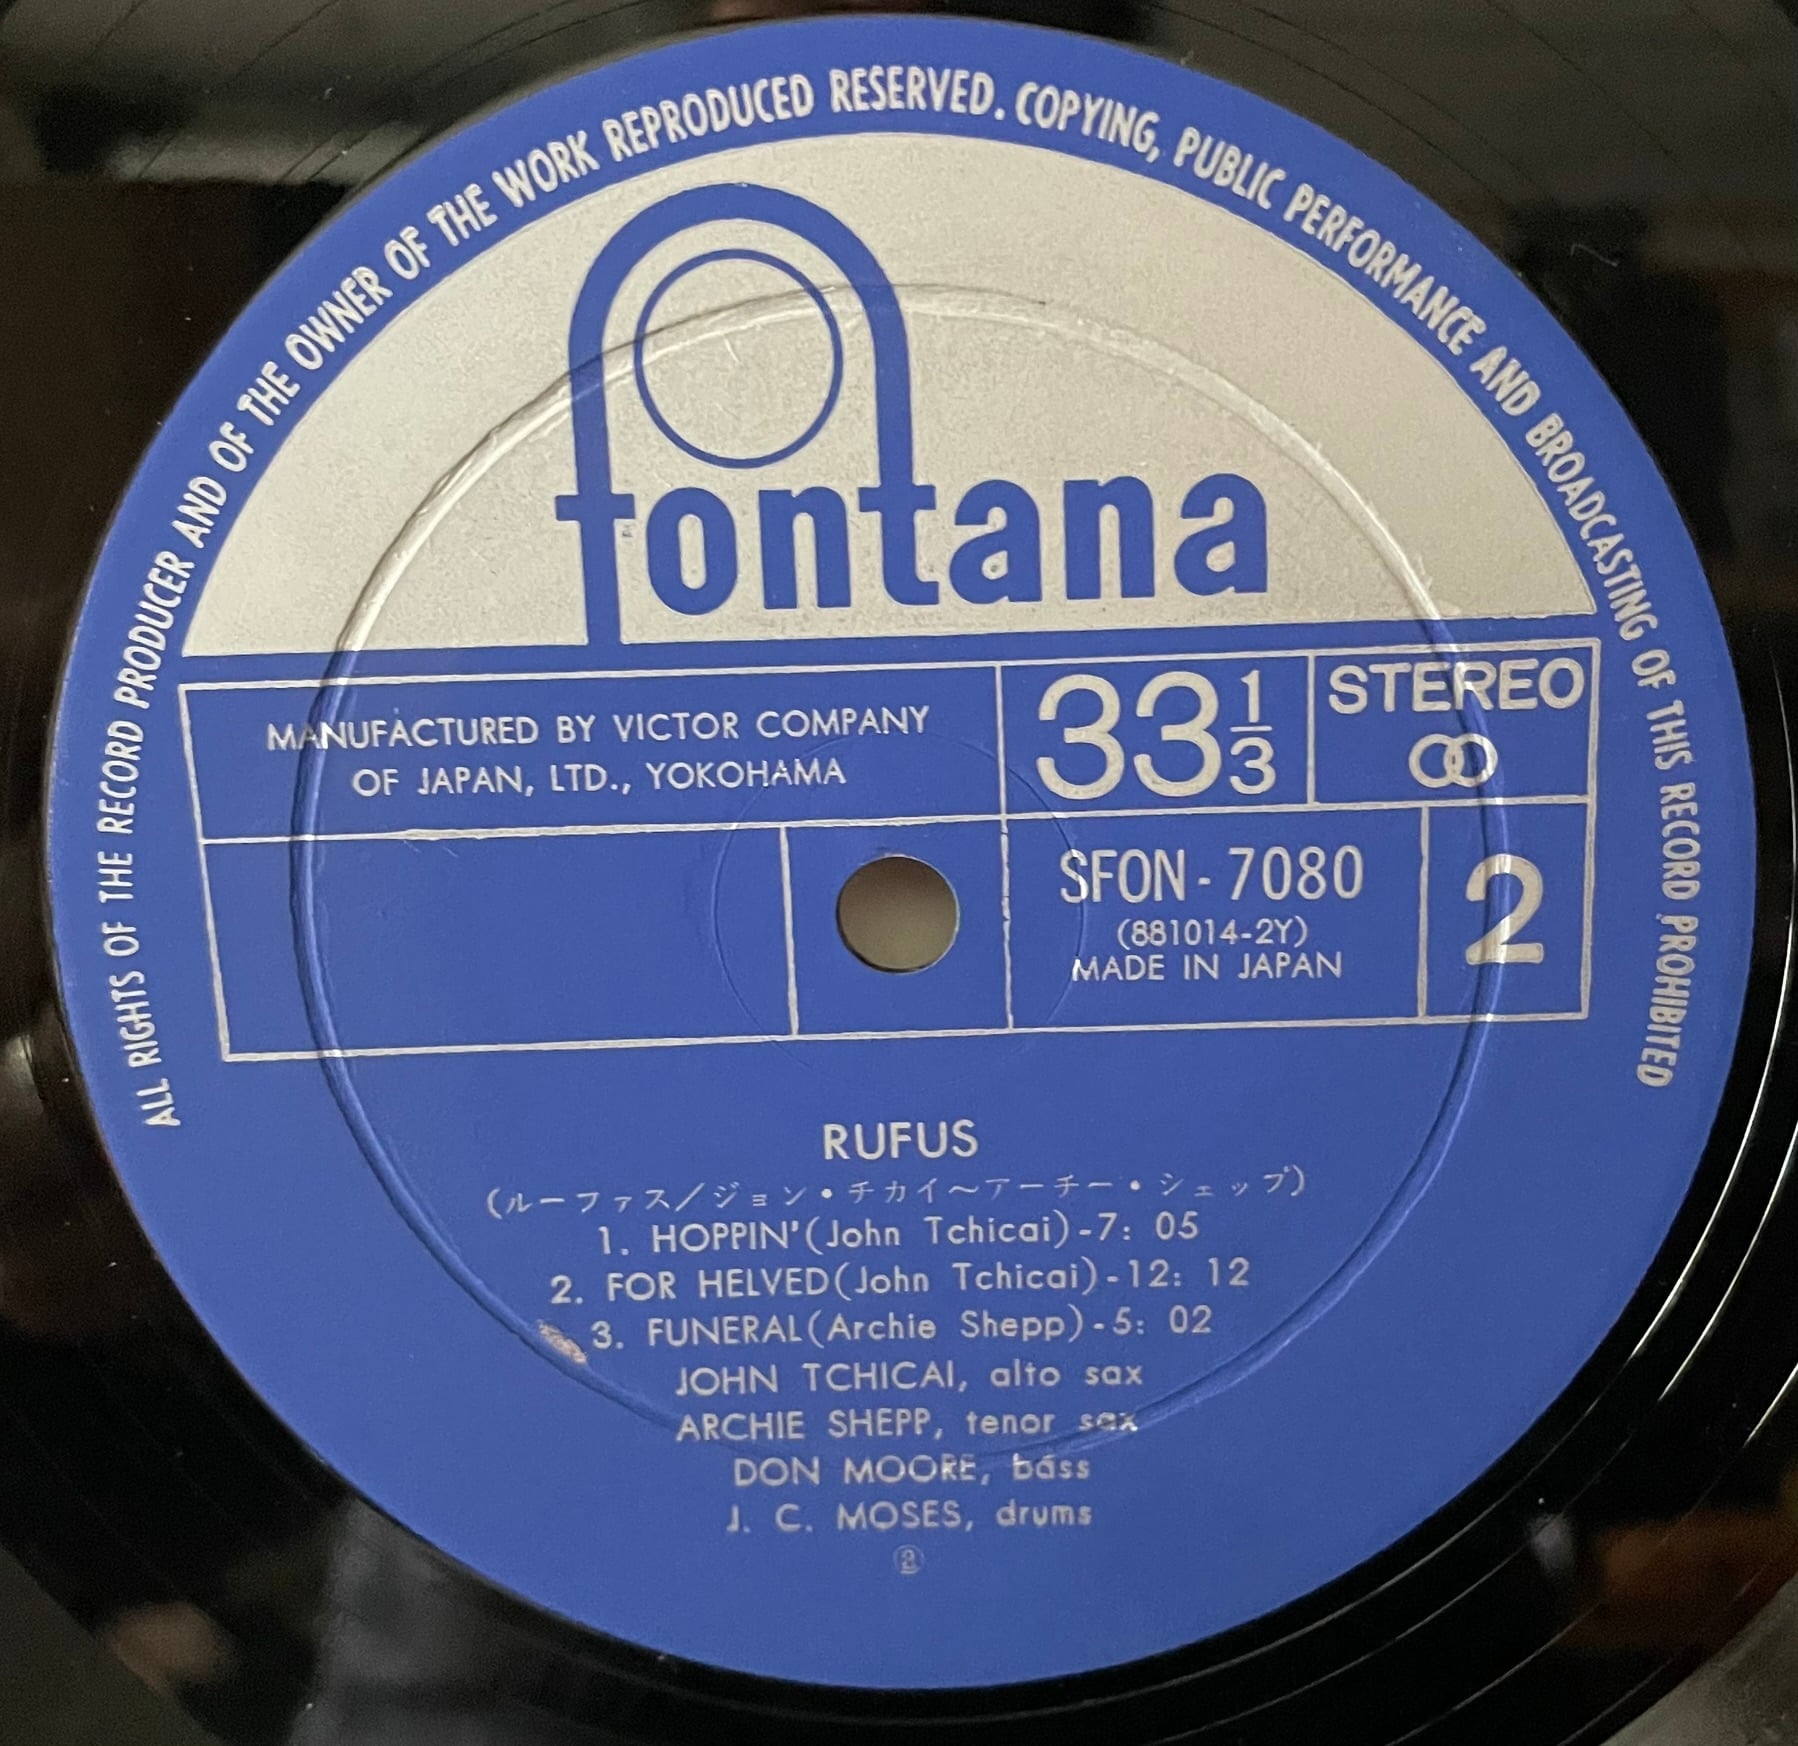 ALL RIGHTS OF THE RECORD PRODUCER AND OF THE OWNER OF THE WORK REPRODUCED RESERVED. COPYING, PUBLIC PERFORMANCE AND BROADCASTING OF THIS RECORD PROHIBITED
fontana
MANUFACTURED BY VICTOR COMPANY
OF JAPAN, LTD., YOKOHAMA
33 1/3
STEREO
SFON-7080
(881014-2Y)
MADE IN JAPAN
2
RUFUS
(ルーファス/ジョン・チカイ〜アーチー・シェップ)
1. HOPPIN'(John Tchicai)-7: 05
2. FOR HELVED(John Tchicai)-12: 12
3. FUNERAL(Archie Shepp)-5: 02
JOHN TCHICAI, alto sax
ARCHIE SHEPP, tenor sax
DON MOORE, bass
J. C. MOSES, drums